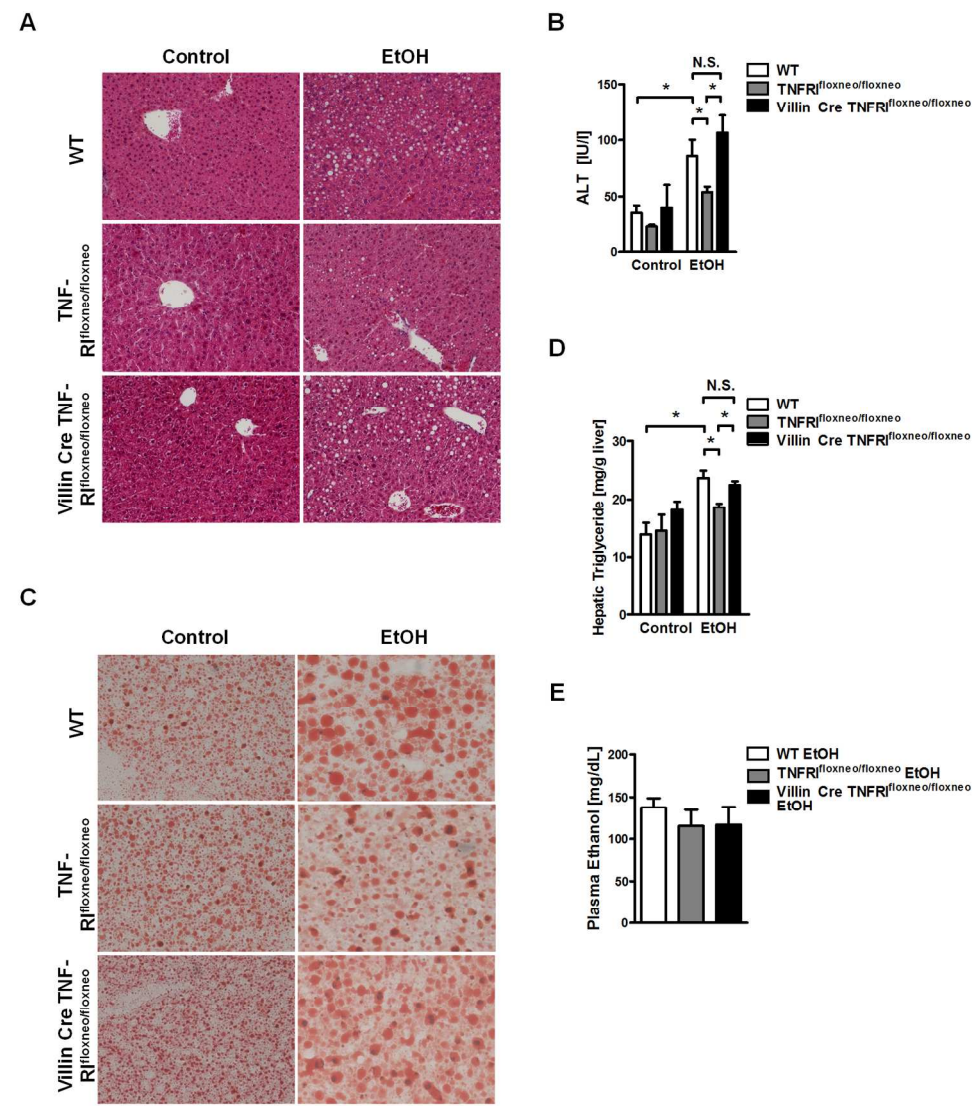 A
Control
EtOH
WT
TNF-
RIfloxneo/floxneo
Villin Cre TNF-
RIfloxneo/floxneo
B
N.S.
*
*
*
WT
TNFRIfloxneo/floxneo
Villin Cre TNFRIfloxneo/floxneo
ALT [IU/l]
150
100
50
0
Control
EtOH
C
Control
EtOH
WT
TNF-
RIfloxneo/floxneo
Villin Cre TNF-
RIfloxneo/floxneo
D
N.S.
*
*
*
WT
TNFRIfloxneo/floxneo
Villin Cre TNFRIfloxneo/floxneo
Hepatic Triglyceride [mg/g liver]
30
20
10
0
Control
EtOH
E
WT EtOH
TNFRIfloxneo/floxneo EtOH
Villin Cre TNFRIfloxneo/floxneo
EtOH
Plasma Ethanol [mg/dL]
200
150
100
50
0